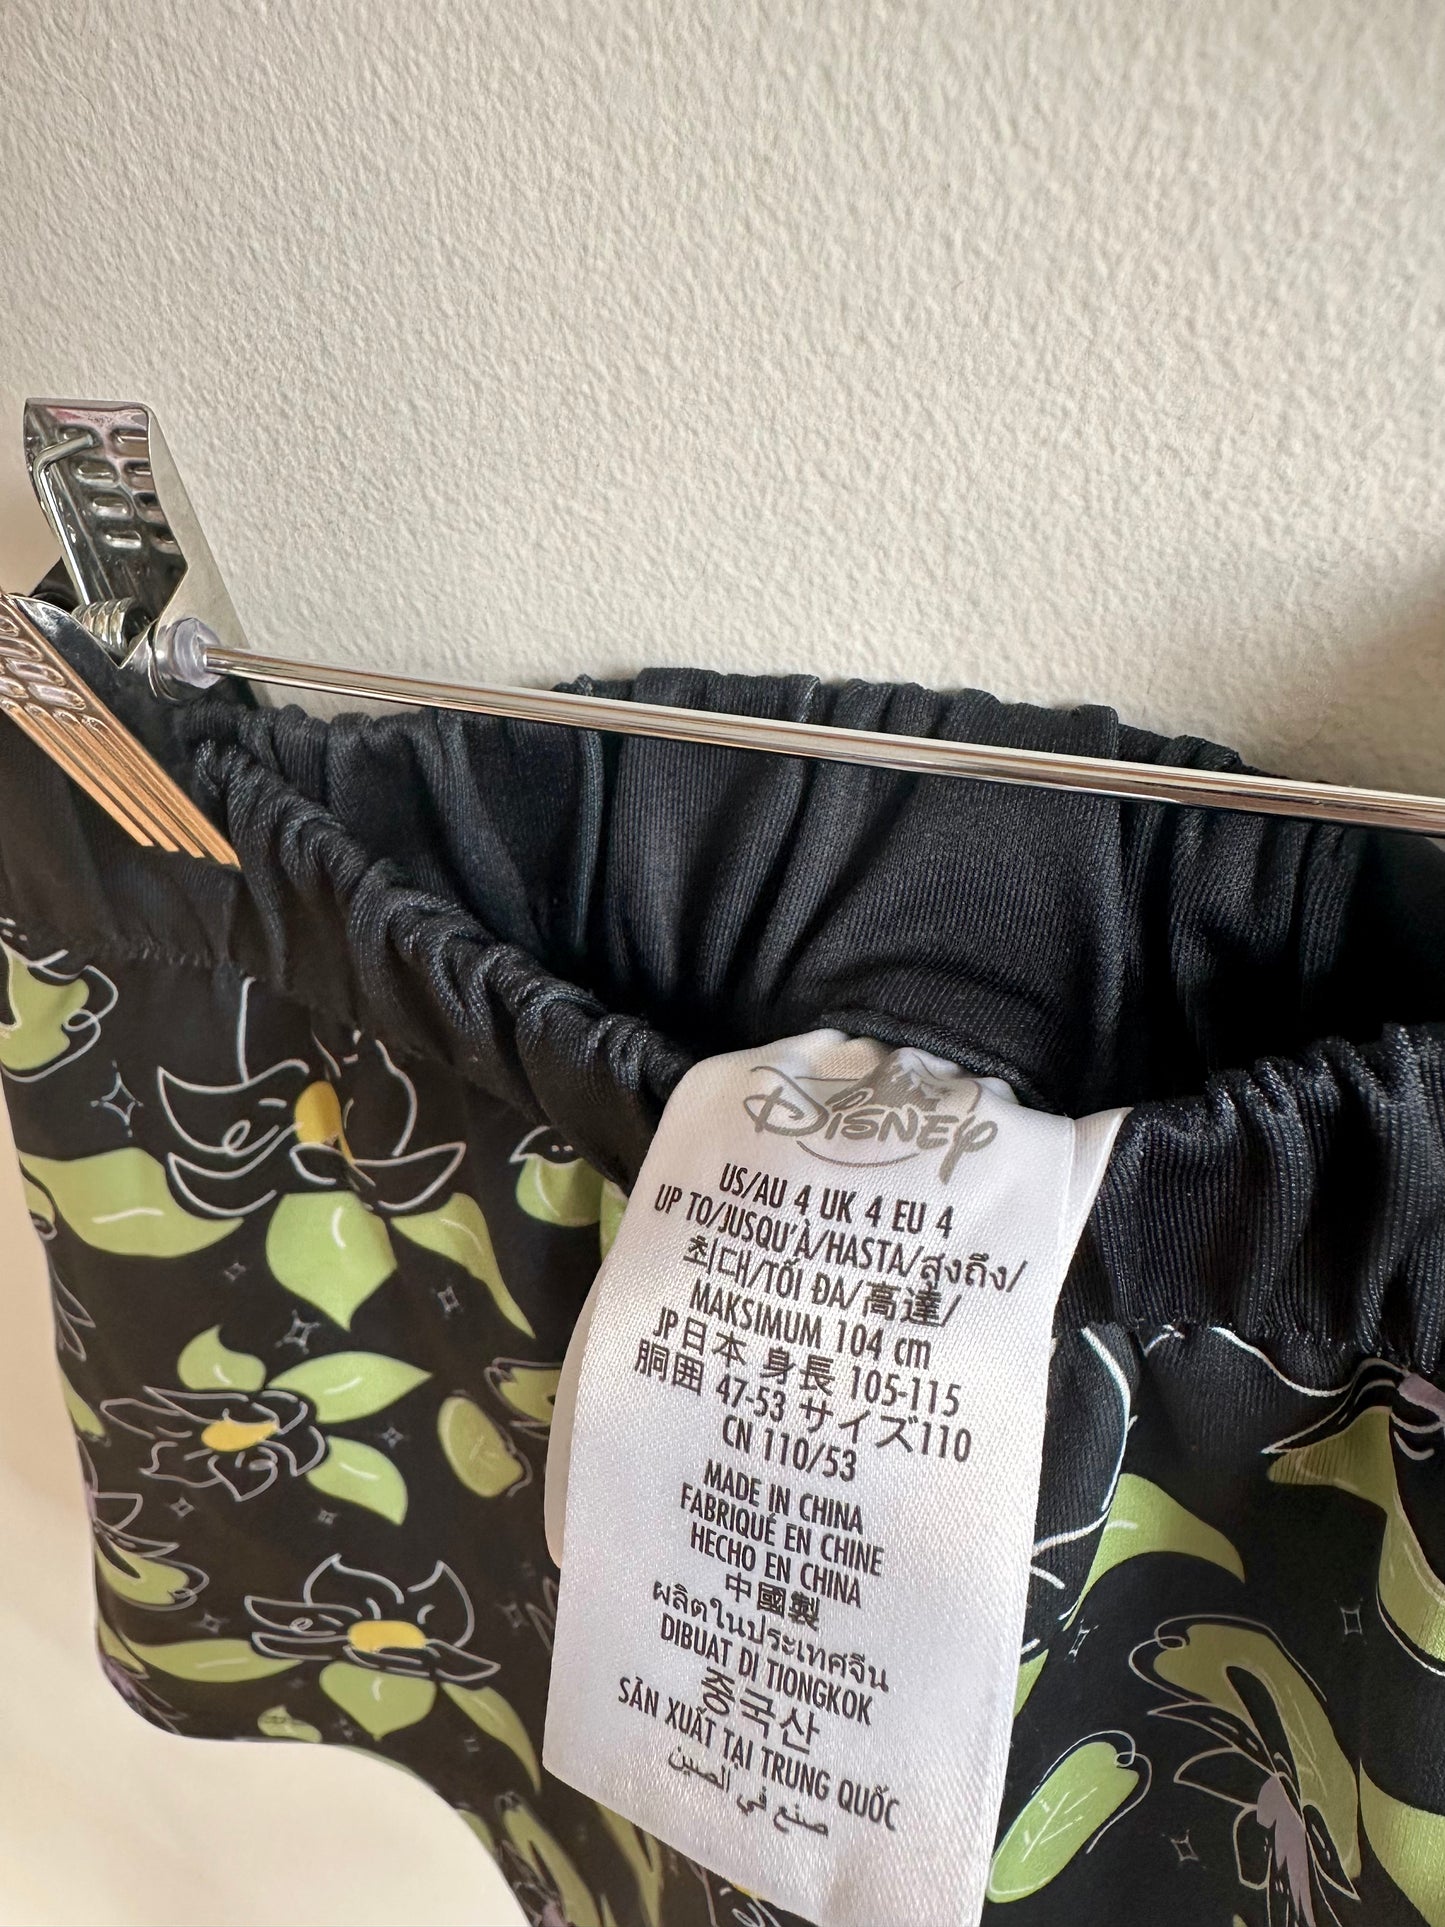 Disney
US/AU 4 UK 4 EU 4
UP TO/JUSQU'À/HASTA/สูงถึง/
최대/TỐI ĐA/高達/
MAKSIMUM 104 cm
JP日本 身長 105-115
胴囲 47-53 サイズ110
CN 110/53
MADE IN CHINA
FABRIQUÉ EN CHINE
HECHO EN CHINA
中國製
ผลิตในประเทศจีน
DIBUAT DI TIONGKOK
중국산
SẢN XUẤT TẠI TRUNG QUỐC
صنع في الصين